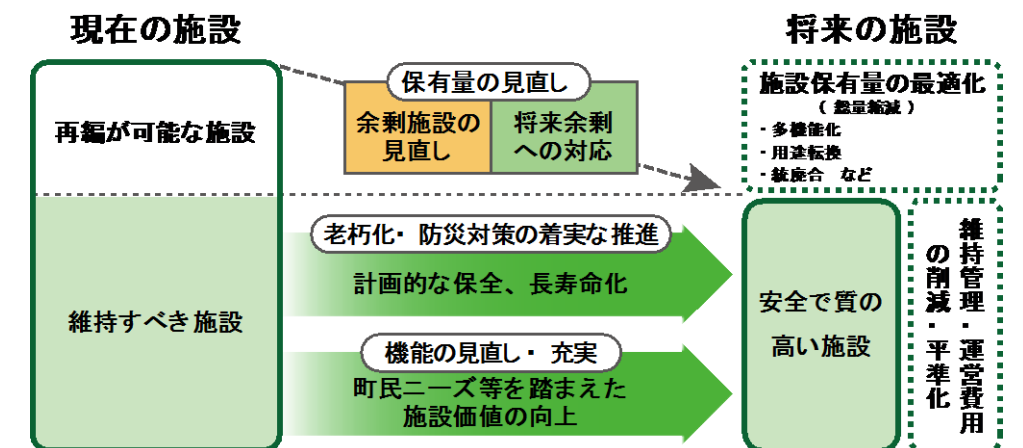 現在の施設
将来の施設
再編が可能な施設
維持すべき施設
保有量の見直し
余剰施設の
見直し
将来余剰
への対応
老朽化・防災対策の着実な推進
計画的な保全、長寿命化
機能の見直し・充実
町民ニーズ等を踏まえた
施設価値の向上
施設保有量の最適化
（総量縮減）
・多機能化
・用途転換
・統廃合　など
安全で質の
高い施設
維持管理・運営費用
の削減・平準化